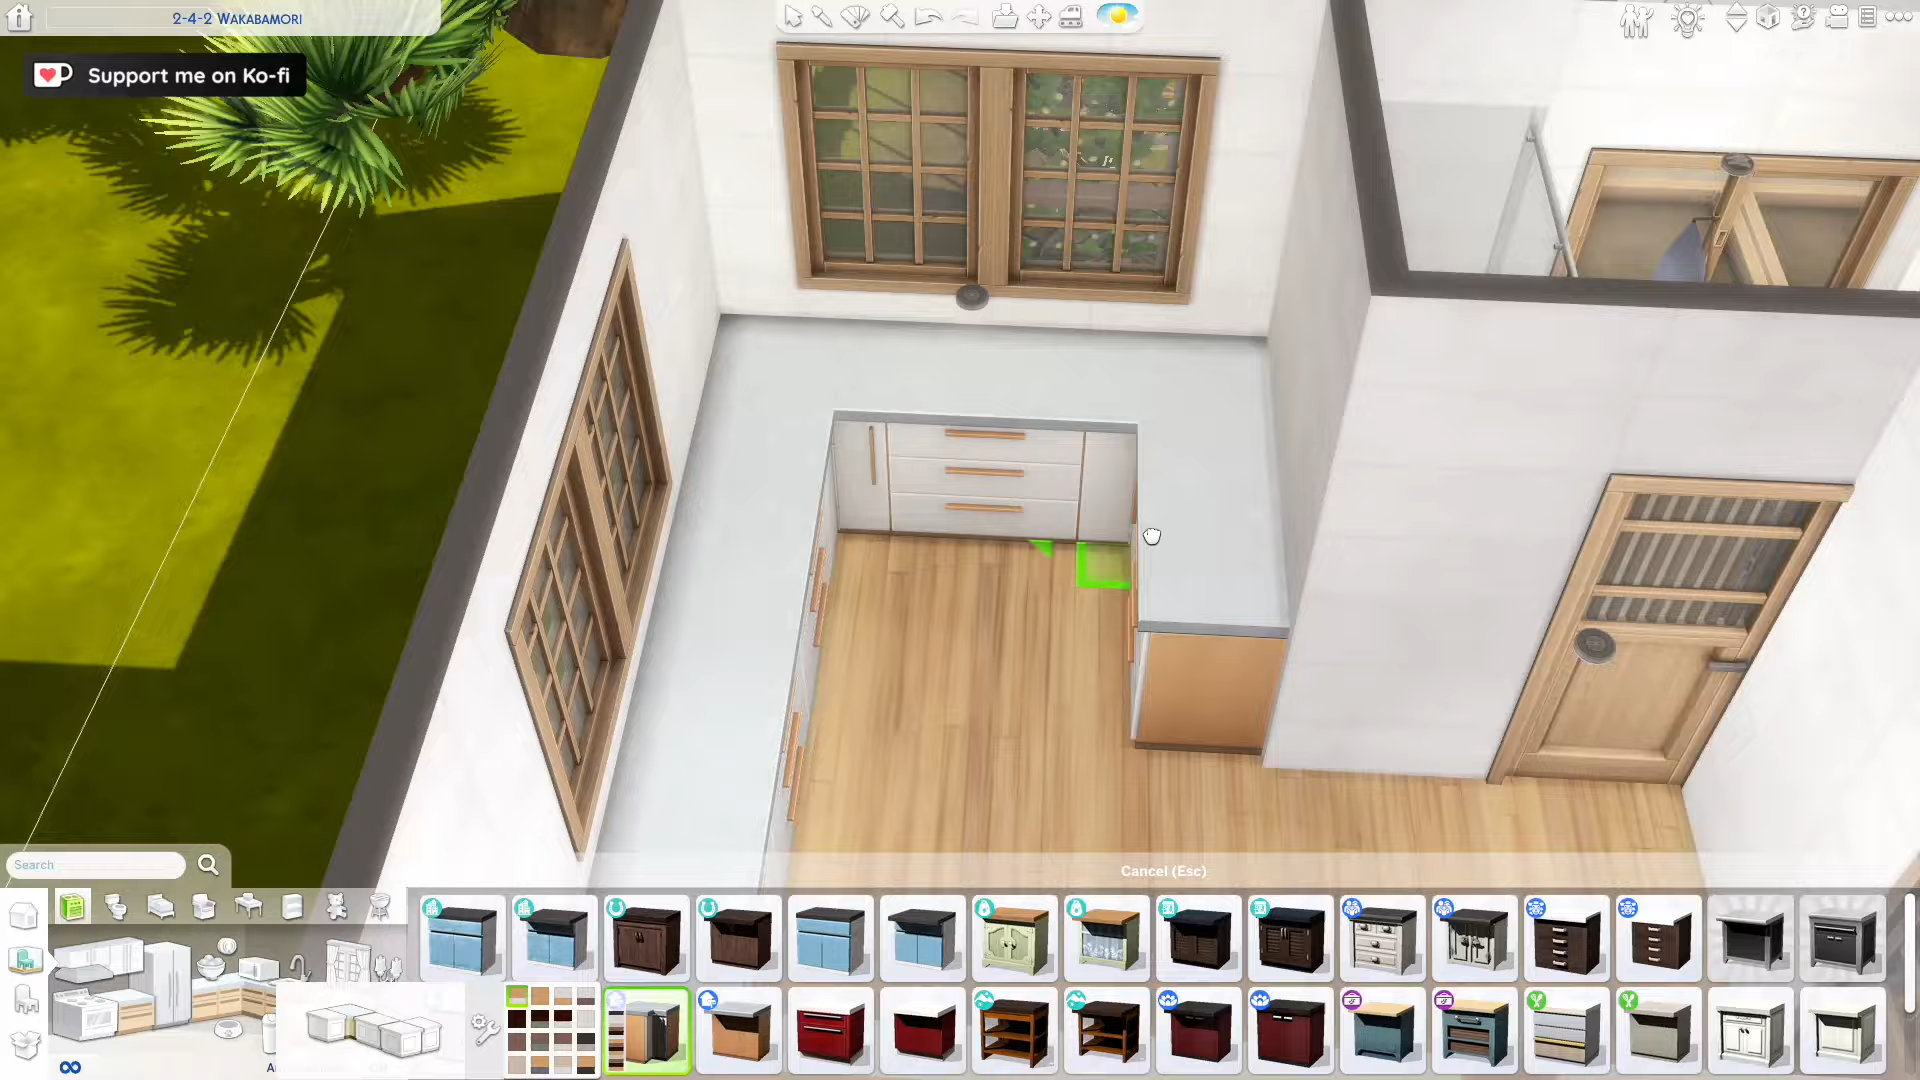 2-4-2 Wakabamori
Support me on Ko-fi
Cancel (Esc)
Search